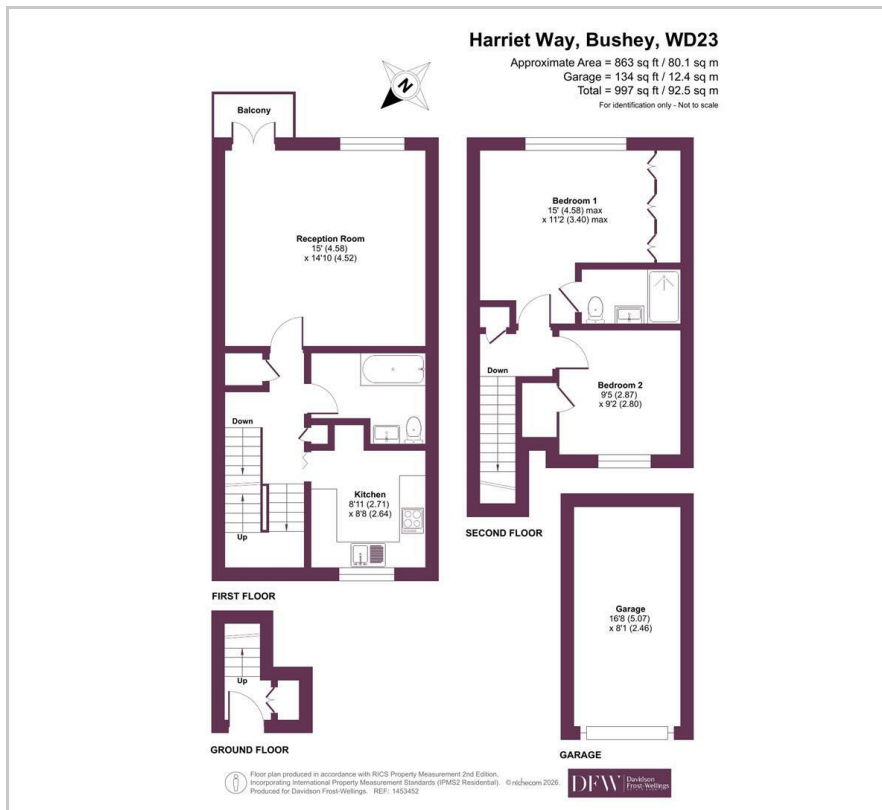 Harriet Way, Bushey, WD23
Approximate Area = 863 sq ft / 80.1 sq m
Garage = 134 sq ft / 12.4 sq m
Total = 997 sq ft / 92.5 sq m
For identification only - Not to scale
N
Balcony
Reception Room
15' (4.58)
x 14'10 (4.52)
Down
Up
Kitchen
8'11 (2.71)
x 8'8 (2.64)
FIRST FLOOR
Bedroom 1
15' (4.58) max
x 11'2 (3.40) max
Down
Bedroom 2
9'5 (2.87)
x 9'2 (2.80)
SECOND FLOOR
Up
GROUND FLOOR
Garage
16'8 (5.07)
x 8'1 (2.46)
GARAGE
Floor plan produced in accordance with RICS Property Measurement 2nd Edition,
Incorporating International Property Measurement Standards (IPMS2 Residential). © nichecom 2026.
Produced for Davidson Frost-Wellings. REF: 1453452
DFW
Davidson
Frost-Wellings